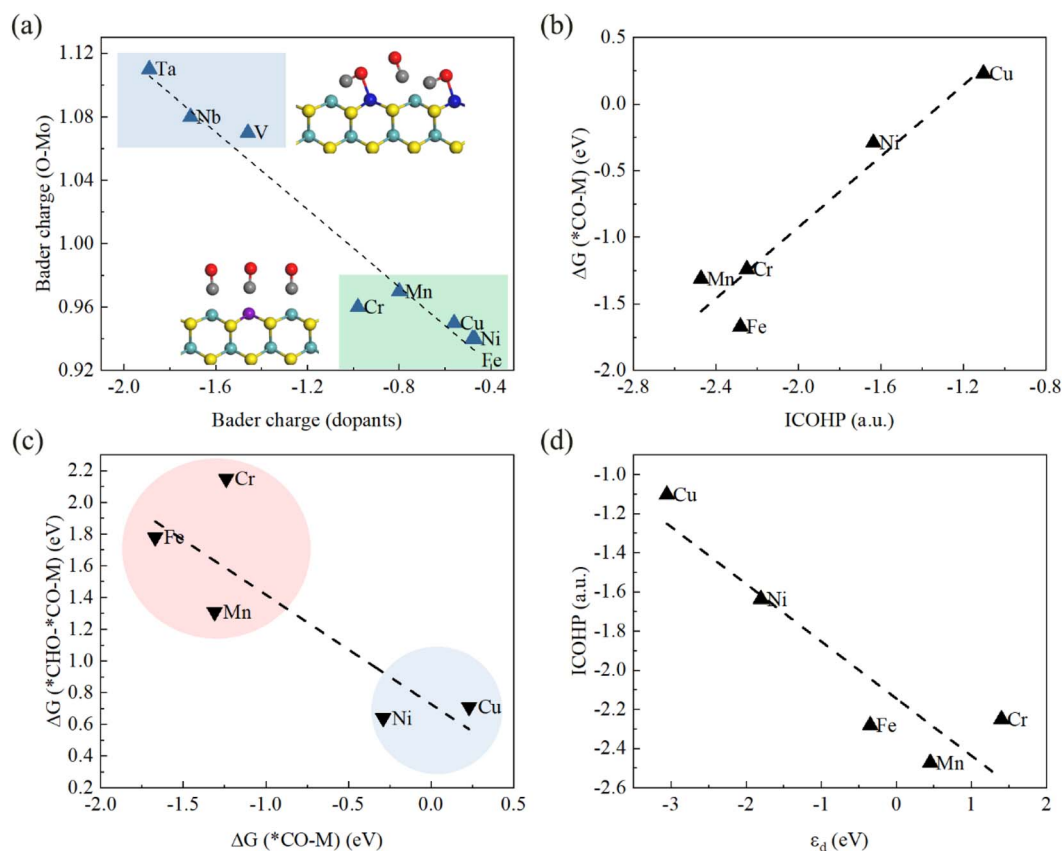 (a)
1.12
1.08
1.04
1.00
0.96
0.92
Bader charge (O-Mo)
Ta
Nb
V
Cr
Mn
Cu
Ni
Fe
-2.0
-1.6
-1.2
-0.8
-0.4
Bader charge (dopants)
(b)
0.5
0.0
-0.5
-1.0
-1.5
-2.0
ΔG (*CO-M) (eV)
Cu
Ni
Mn
Cr
Fe
-2.8
-2.4
-2.0
-1.6
-1.2
-0.8
ICOHP (a.u.)
(c)
2.2
2.0
1.8
1.6
1.4
1.2
1.0
0.8
0.6
0.4
0.2
ΔG (*CHO-*CO-M) (eV)
Cr
Fe
Mn
Ni
Cu
-2.0
-1.5
-1.0
-0.5
0.0
0.5
ΔG (*CO-M) (eV)
(d)
-1.0
-1.2
-1.4
-1.6
-1.8
-2.0
-2.2
-2.4
-2.6
ICOHP (a.u.)
Cu
Ni
Fe
Cr
Mn
-3
-2
-1
0
1
2
ε_d (eV)